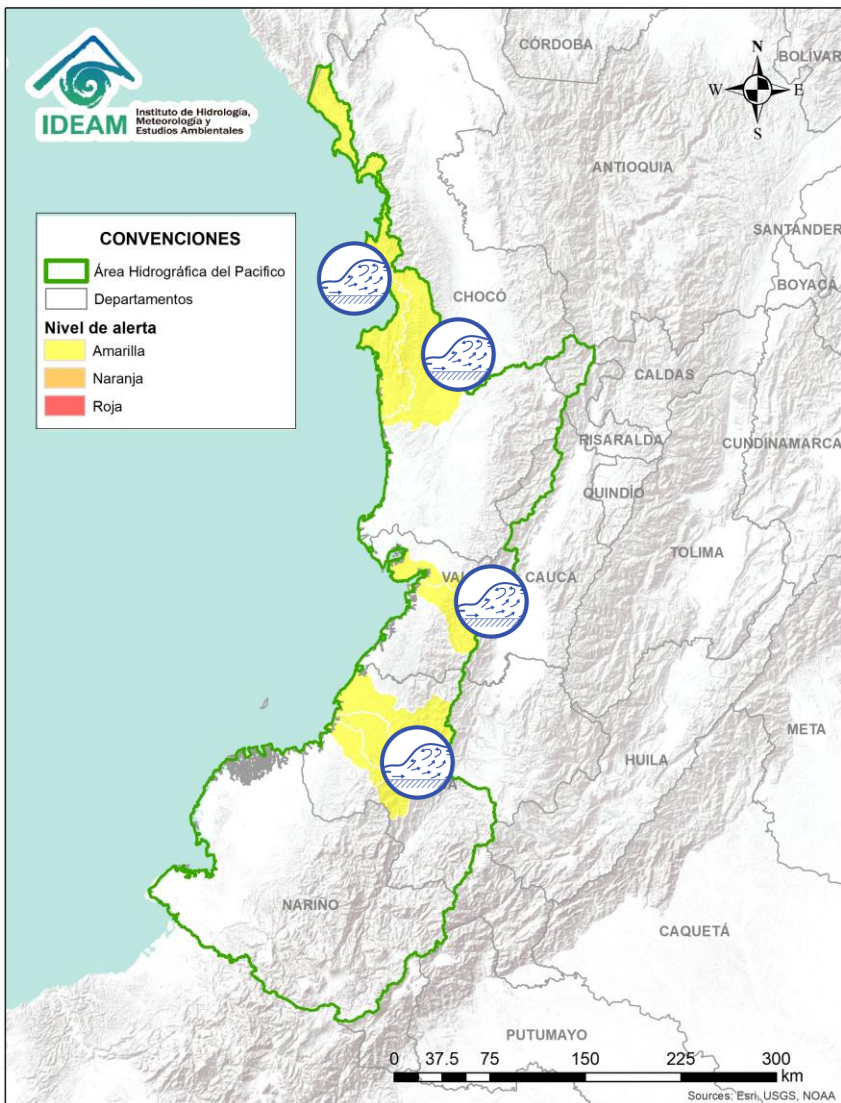 IDEAM
Instituto de Hidrología,
Meteorología y
Estudios Ambientales
CÓRDOBA
BOLÍVAR
N
W
E
S
ANTIOQUIA
SANTANDER
BOYACÁ
CONVENCIONES
Área Hidrográfica del Pacifico
Departamentos
Nivel de alerta
Amarilla
Naranja
Roja
CHOCÓ
CALDAS
RISARALDA
CUNDINAMARCA
QUINDÍO
TOLIMA
CAUCA
META
HUILA
NARIÑO
CAQUETÁ
PUTUMAYO
0 37.5 75 150 225 300
km
Sources: Esri, USGS, NOAA